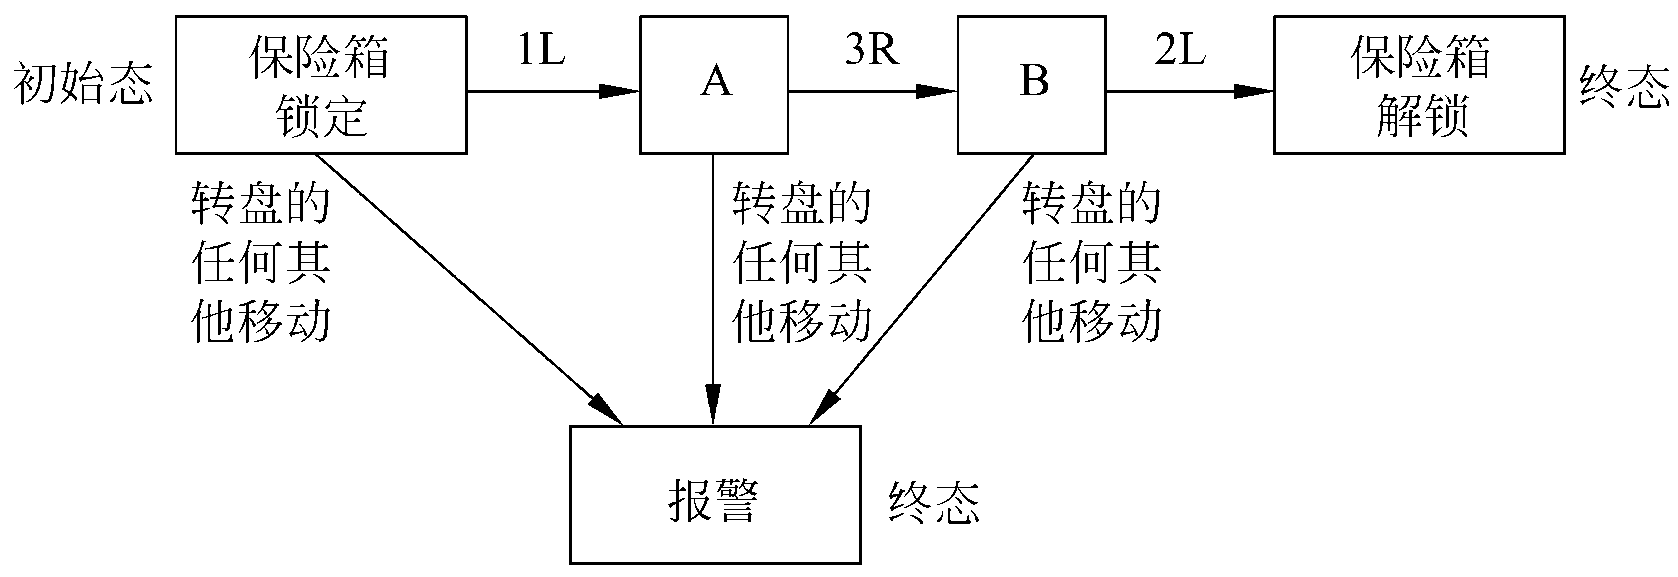 初始态
保险箱
锁定
1L
A
3R
B
2L
保险箱
解锁
终态
转盘的
任何其
他移动
转盘的
任何其
他移动
转盘的
任何其
他移动
报警
终态